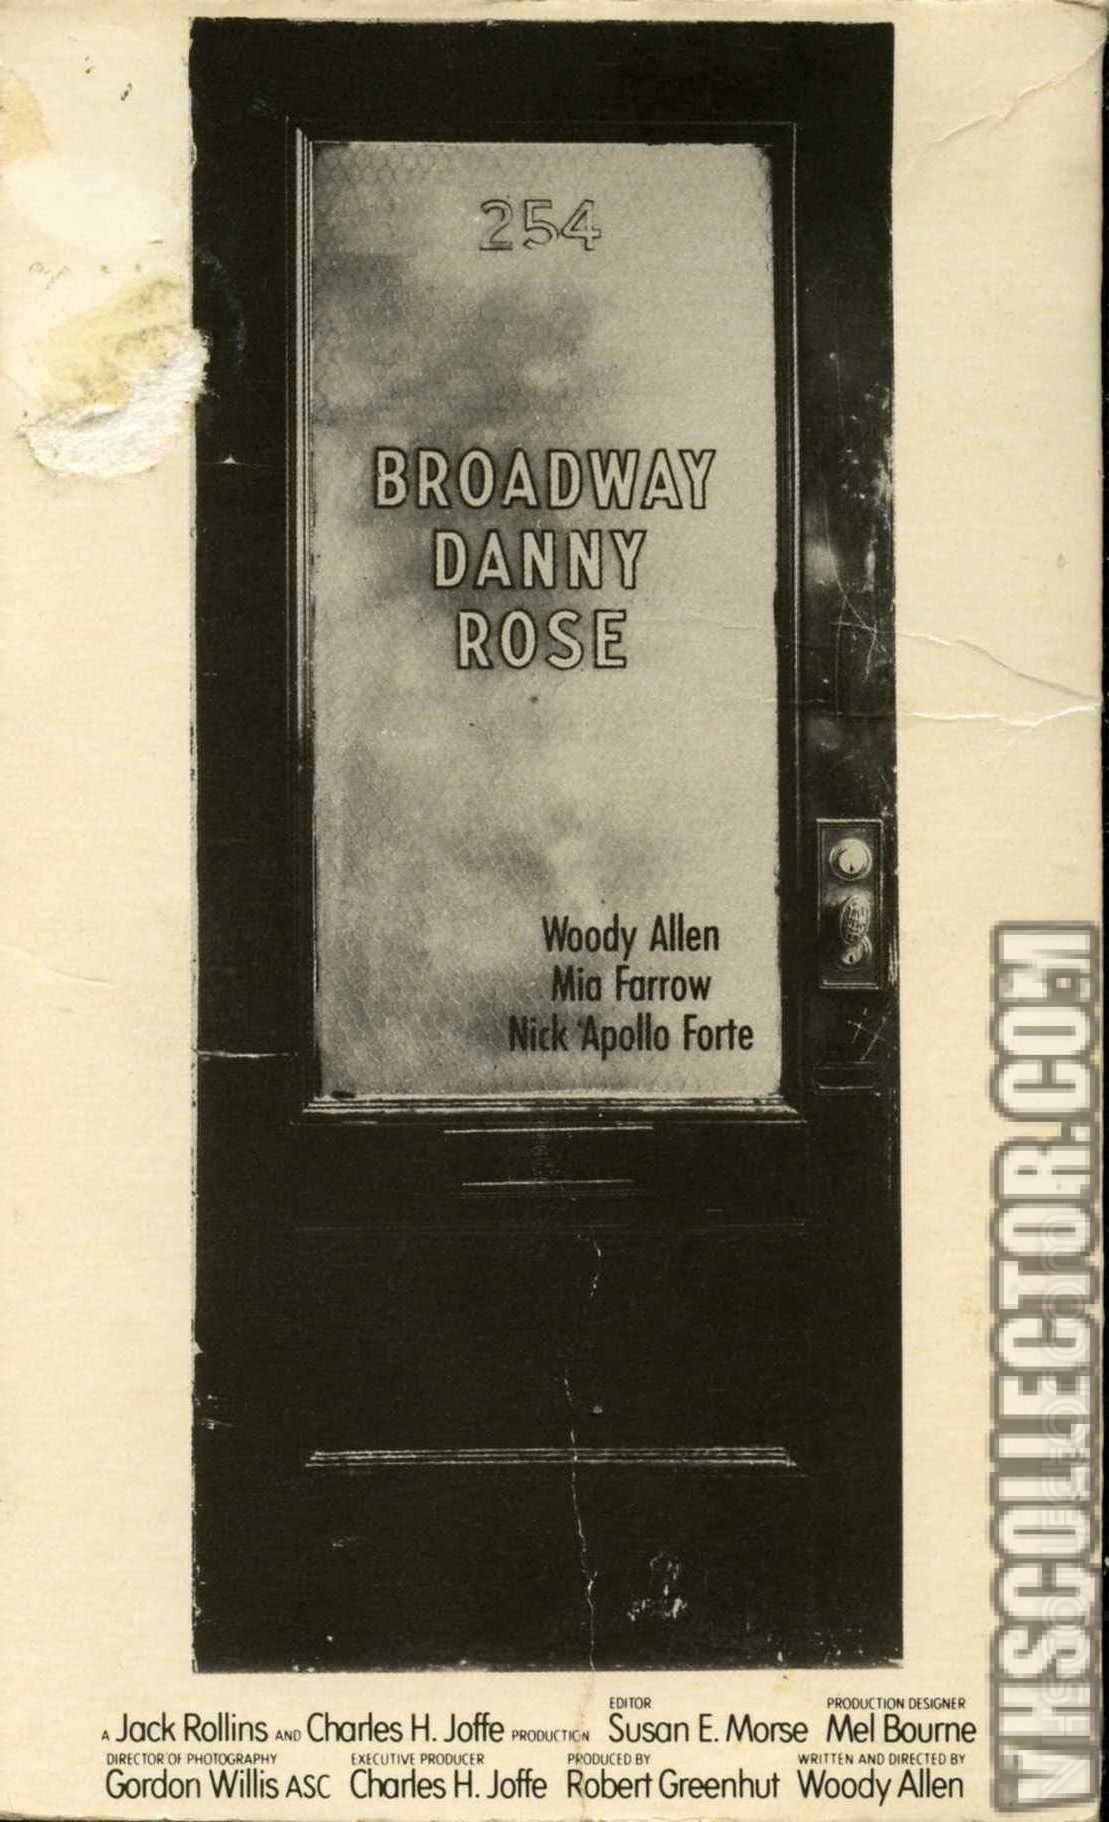 254
BROADWAY
DANNY
ROSE
Woody Allen
Mia Farrow
Nick Apollo Forte
EDITOR PRODUCTION DESIGNER
A Jack Rollins AND Charles H. Joffe PRODUCTION Susan E. Morse Mel Bourne
DIRECTOR OF PHOTOGRAPHY EXECUTIVE PRODUCER PRODUCED BY WRITTEN AND DIRECTED BY
Gordon Willis ASC Charles H. Joffe Robert Greenhut Woody Allen
VHSCOLLECTOR.COM